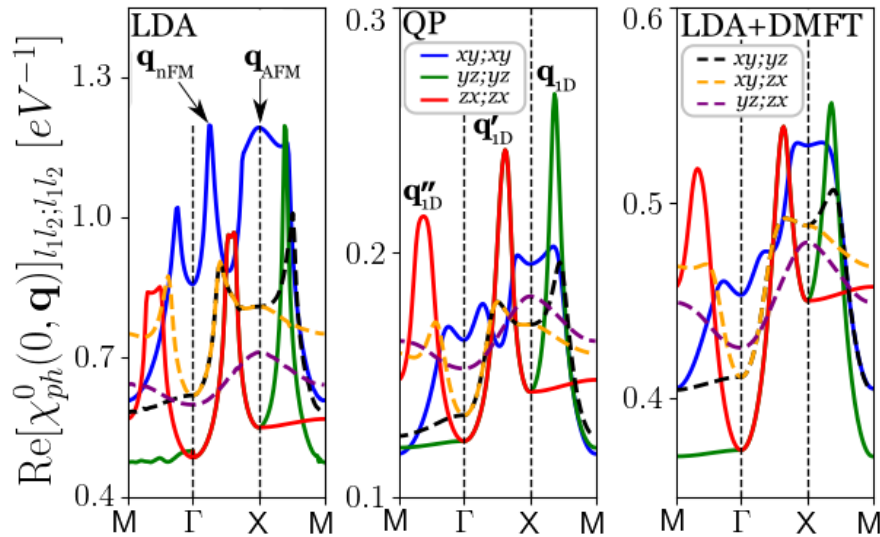 LDA
QP
LDA+DMFT
Re[χ⁰ₚₕ(0, q)]ₗ₁ₗ₂;ₗ₁ₗ₂ [eV⁻¹]
1.3
1.0
0.7
0.4
q_nFM
q_AFM
0.3
0.2
0.1
xy;xy
yz;yz
zx;zx
q_1D
q′_1D
q″_1D
0.6
0.5
0.4
xy;yz
xy;zx
yz;zx
M Γ X M
M Γ X M
M Γ X M